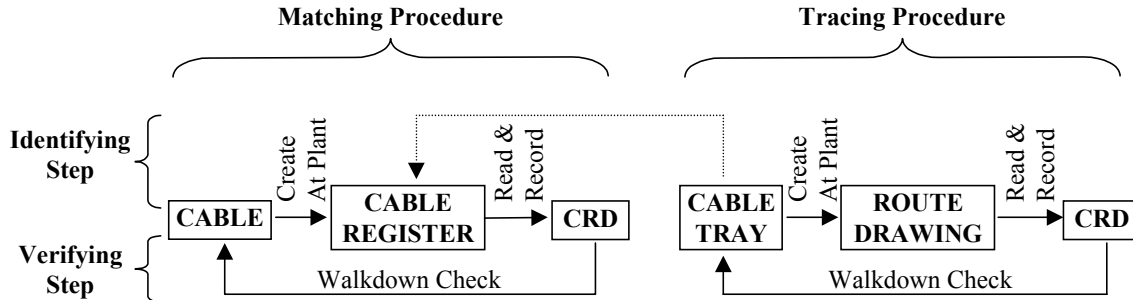 Matching Procedure
Tracing Procedure
Identifying
Step
Create
At Plant
Read &
Record
Create
At Plant
Read &
Record
CABLE
CABLE
REGISTER
CRD
CABLE
TRAY
ROUTE
DRAWING
CRD
Verifying
Step
Walkdown Check
Walkdown Check